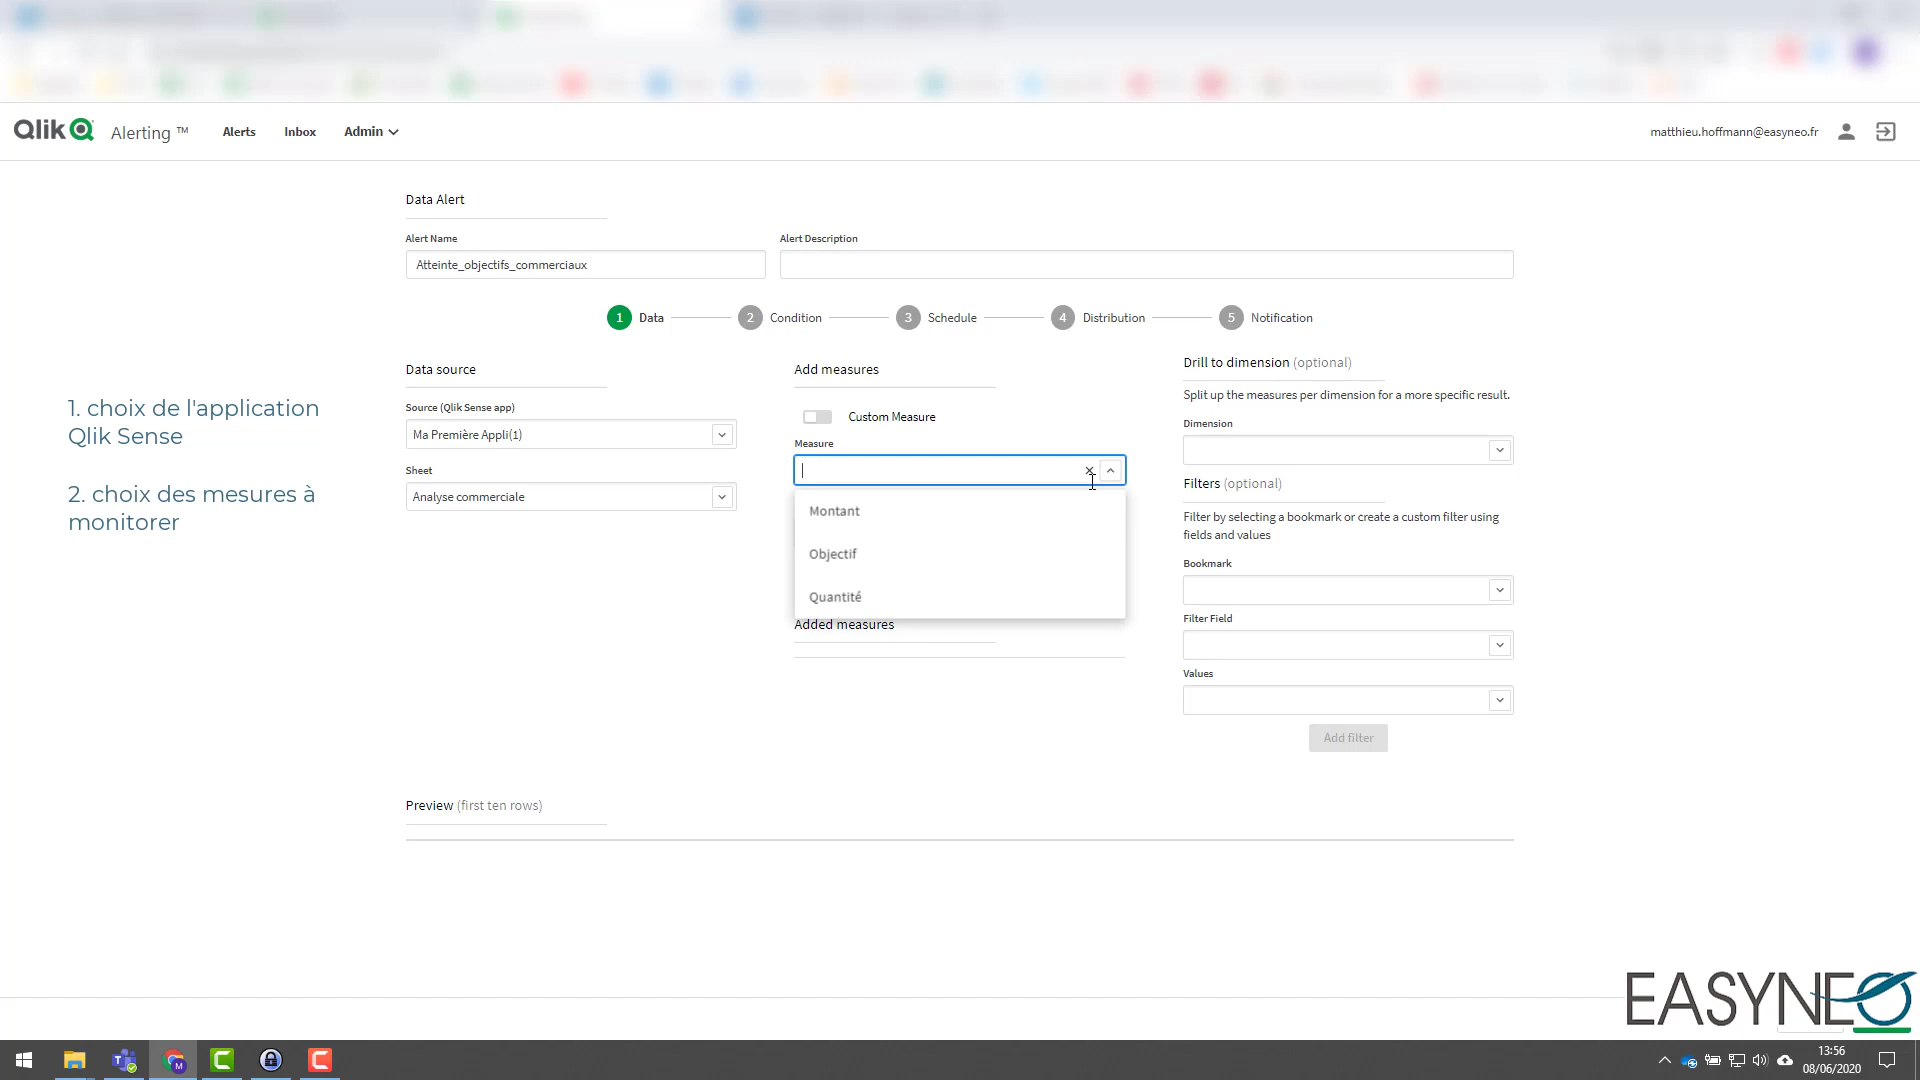 Qlik Alerting ™ Alerts Inbox Admin matthieu.hoffmann@easyneo.fr
Data Alert
Alert Name Alert Description
Atteinte_objectifs_commerciaux
1 Data 2 Condition 3 Schedule 4 Distribution 5 Notification
1. choix de l'application
Qlik Sense
2. choix des mesures à
monitorer
Data source
Source (Qlik Sense app)
Ma Première Appli(1)
Sheet
Analyse commerciale
Add measures
Custom Measure
Measure
Montant
Objectif
Quantité
Added measures
Drill to dimension (optional)
Split up the measures per dimension for a more specific result.
Dimension
Filters (optional)
Filter by selecting a bookmark or create a custom filter using
fields and values
Bookmark
Filter Field
Values
Add filter
Preview (first ten rows)
EASYNEO
13:56
08/06/2020